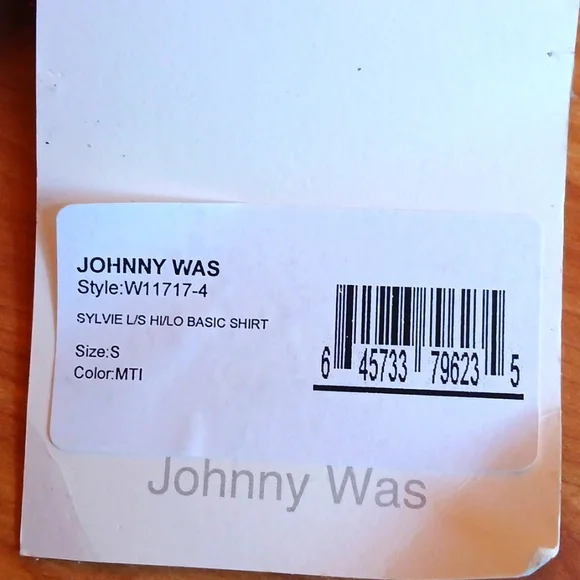 JOHNNY WAS
Style:W11717-4
SYLVIE L/S HI/LO BASIC SHIRT
Size:S
Color:MTI
6 45733 79623 5
Johnny Was